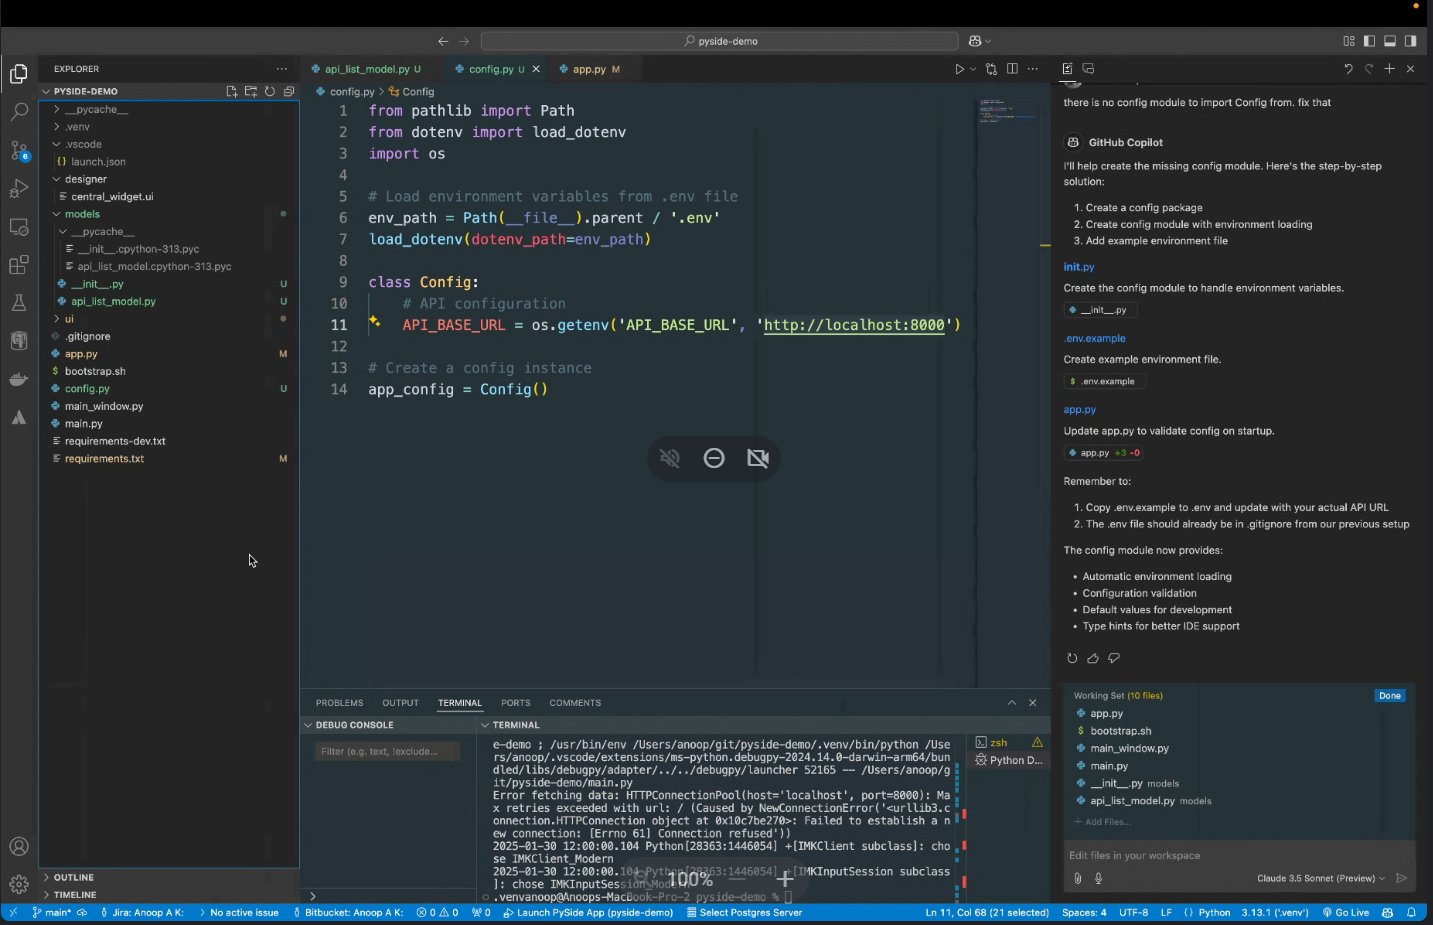 pyside-demo
EXPLORER
PYSIDE-DEMO
__pycache__
.venv
.vscode
launch.json
designer
central_widget.ui
models
__pycache__
__init__.cpython-313.pyc
api_list_model.cpython-313.pyc
__init__.py U
api_list_model.py U
ui
.gitignore
app.py M
bootstrap.sh
config.py U
main_window.py
main.py
requirements-dev.txt
requirements.txt M
OUTLINE
TIMELINE
6
api_list_model.py U
config.py U
app.py M
config.py > Config
1 from pathlib import Path
2 from dotenv import load_dotenv
3 import os
4
5 # Load environment variables from .env file
6 env_path = Path(__file__).parent / '.env'
7 load_dotenv(dotenv_path=env_path)
8
9 class Config:
10 # API configuration
11 API_BASE_URL = os.getenv('API_BASE_URL', 'http://localhost:8000')
12
13 # Create a config instance
14 app_config = Config()
PROBLEMS OUTPUT TERMINAL PORTS COMMENTS
DEBUG CONSOLE
Filter (e.g. text, !exclude...
TERMINAL
e-demo ; /usr/bin/env /Users/anoop/git/pyside-demo/.venv/bin/python /Use
rs/anoop/.vscode/extensions/ms-python.debugpy-2024.14.0-darwin-arm64/bun
dled/libs/debugpy/adapter/../../debugpy/launcher 52165 -- /Users/anoop/g
it/pyside-demo/main.py
Error fetching data: HTTPConnectionPool(host='localhost', port=8000): Ma
x retries exceeded with url: / (Caused by NewConnectionError('<urllib3.c
onnection.HTTPConnection object at 0x10c7be270>: Failed to establish a n
ew connection: [Errno 61] Connection refused'))
2025-01-30 12:00:00.104 Python[28363:1446054] +[IMKClient subclass]: cho
se IMKClient_Modern
2025-01-30 12:00:00.104 Python[28363:1446054] +[IMKInputSession subclass
]: chose IMKInputSession_Modern
.venvanoop@Anoops-MacBook-Pro-2 pyside-demo %
100%
zsh
Python D...
there is no config module to import Config from. fix that
GitHub Copilot
I'll help create the missing config module. Here's the step-by-step
solution:
1. Create a config package
2. Create config module with environment loading
3. Add example environment file
init.py
Create the config module to handle environment variables.
__init__.py
.env.example
Create example environment file.
$ .env.example
app.py
Update app.py to validate config on startup.
app.py +3 -0
Remember to:
1. Copy .env.example to .env and update with your actual API URL
2. The .env file should already be in .gitignore from our previous setup
The config module now provides:
• Automatic environment loading
• Configuration validation
• Default values for development
• Type hints for better IDE support
Working Set (10 files)
Done
app.py
$ bootstrap.sh
main_window.py
main.py
__init__.py models
api_list_model.py models
+ Add Files...
Edit files in your workspace
Claude 3.5 Sonnet (Preview)
main* Jira: Anoop A K: No active issue Bitbucket: Anoop A K: 0 0 0 Launch PySide App (pyside-demo) Select Postgres Server Ln 11, Col 68 (21 selected) Spaces: 4 UTF-8 LF Python 3.13.1 ('.venv') Go Live